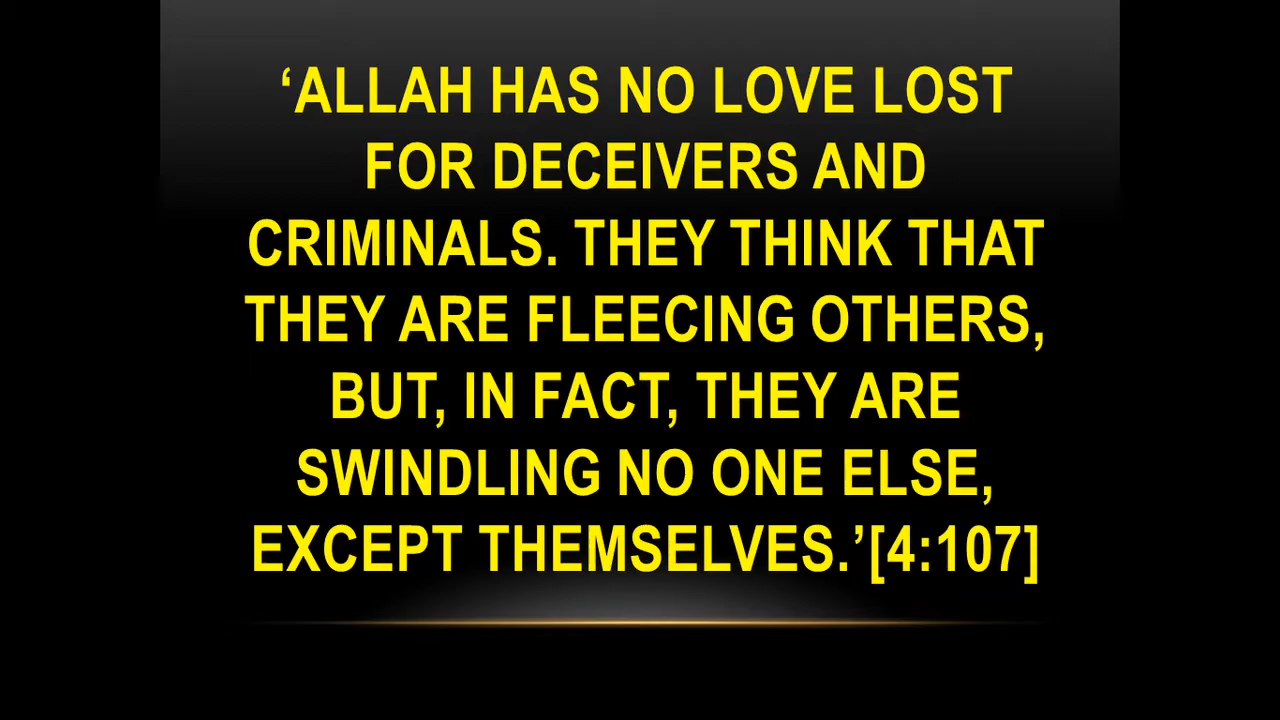 ‘ALLAH HAS NO LOVE LOST
FOR DECEIVERS AND
CRIMINALS. THEY THINK THAT
THEY ARE FLEECING OTHERS,
BUT, IN FACT, THEY ARE
SWINDLING NO ONE ELSE,
EXCEPT THEMSELVES.’[4:107]